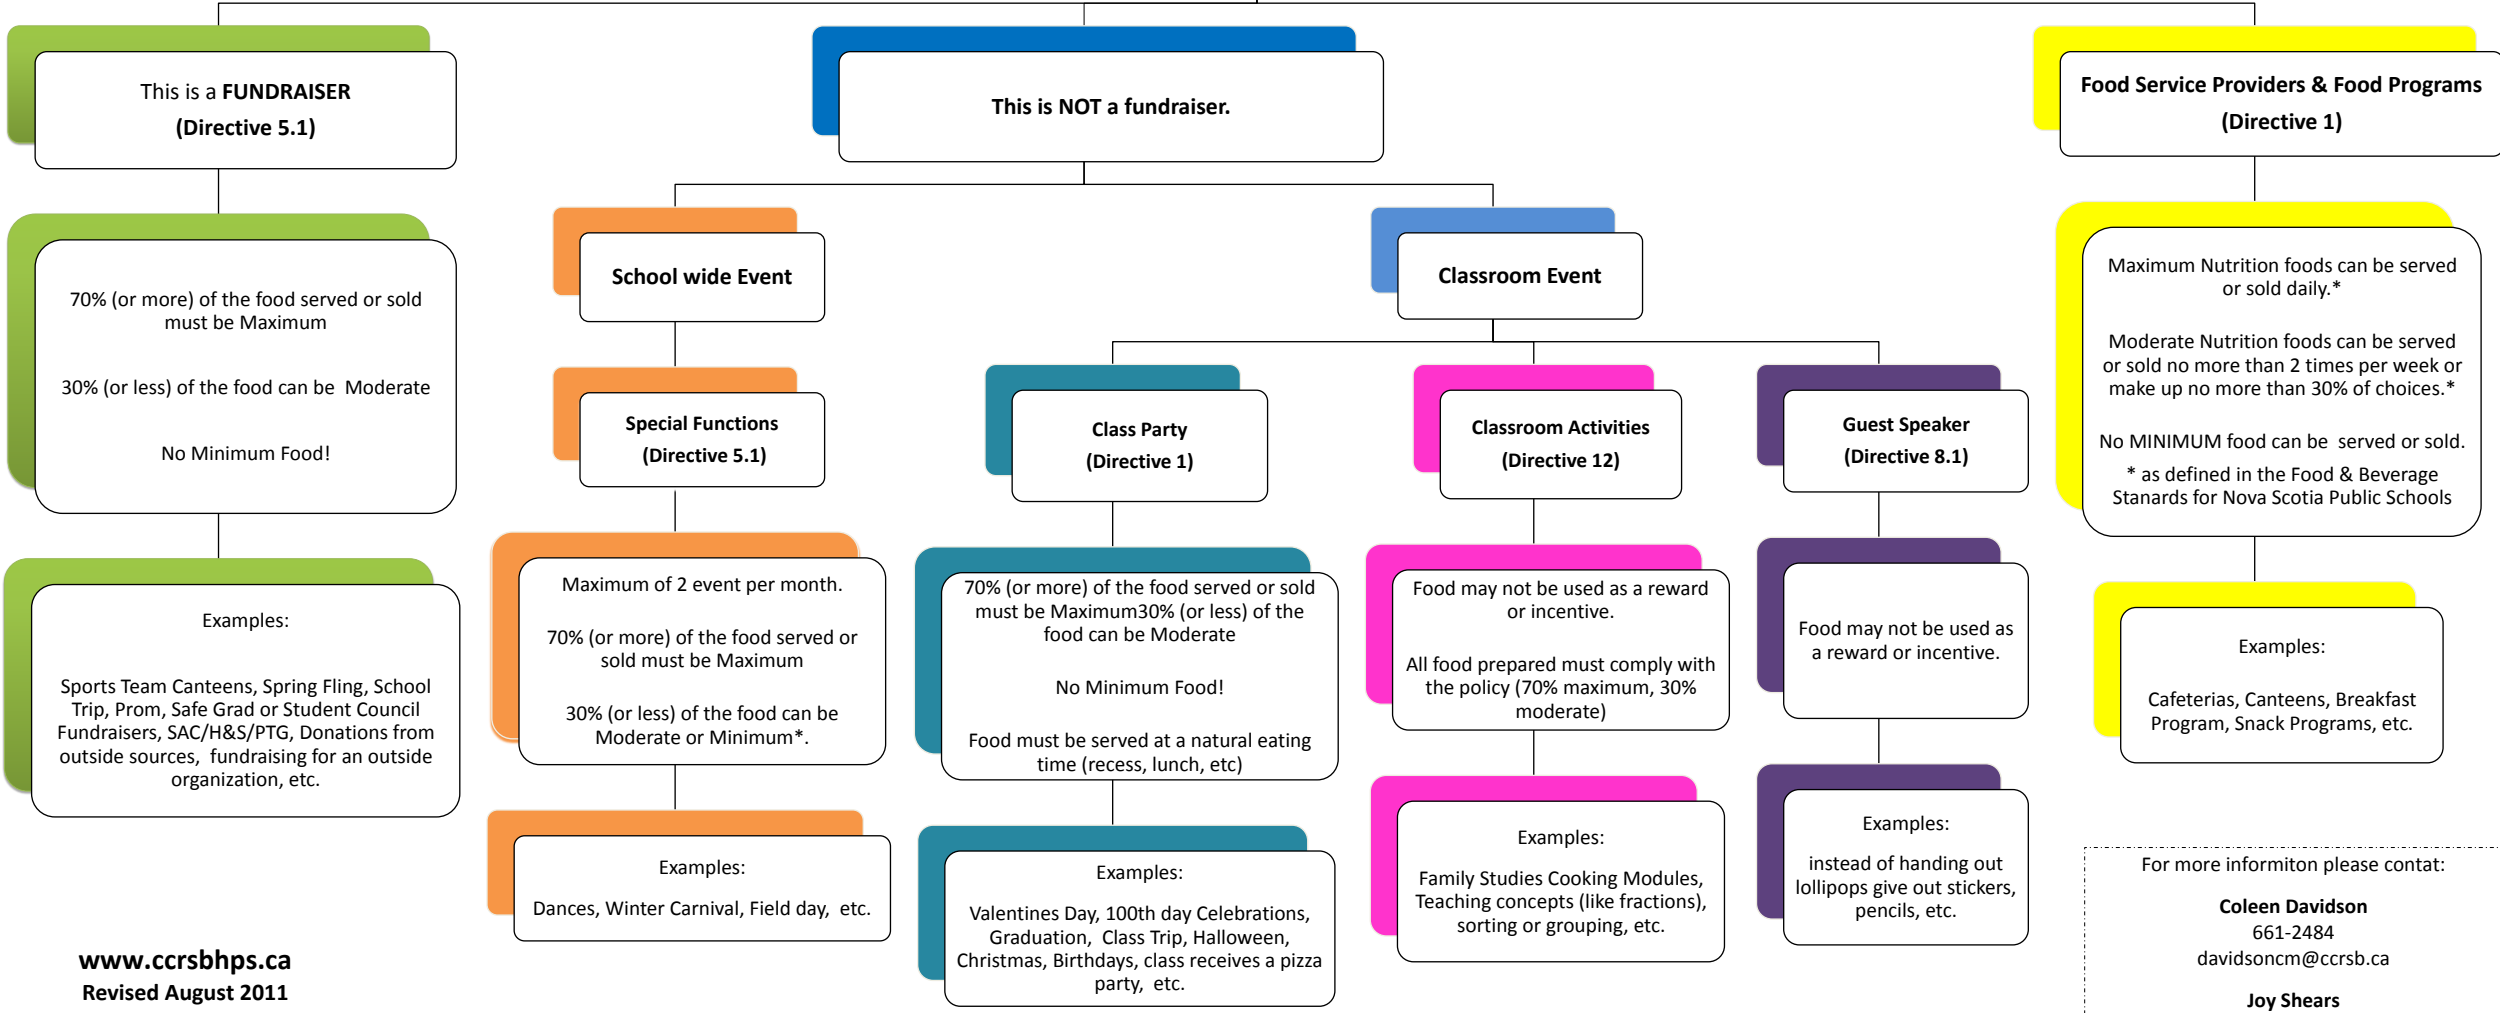 This is a FUNDRAISER
(Directive 5.1)
70% (or more) of the food served or sold
must be Maximum
30% (or less) of the food can be  Moderate
No Minimum Food!
Examples:
Sports Team Canteens, Spring Fling, School
Trip, Prom, Safe Grad or Student Council
Fundraisers, SAC/H&S/PTG, Donations from
outside sources,  fundraising for an outside
organization, etc.
This is NOT a fundraiser.
School wide Event
Special Functions
(Directive 5.1)
Maximum of 2 event per month.
70% (or more) of the food served or
sold must be Maximum
30% (or less) of the food can be
Moderate or Minimum*.
Examples:
Dances, Winter Carnival, Field day,  etc.
Classroom Event
Class Party
(Directive 1)
70% (or more) of the food served or sold
must be Maximum30% (or less) of the
food can be Moderate
No Minimum Food!
Food must be served at a natural eating
time (recess, lunch, etc)
Examples:
Valentines Day, 100th day Celebrations,
Graduation,  Class Trip, Halloween,
Christmas, Birthdays, class receives a pizza
party,  etc.
Classroom Activities
(Directive 12)
Food may not be used as a reward
or incentive.
All food prepared must comply with
the policy (70% maximum, 30%
moderate)
Examples:
Family Studies Cooking Modules,
Teaching concepts (like fractions),
sorting or grouping, etc.
Guest Speaker
(Directive 8.1)
Food may not be used as
a reward or incentive.
Examples:
instead of handing out
lollipops give out stickers,
pencils, etc.
Food Service Providers & Food Programs
(Directive 1)
Maximum Nutrition foods can be served
or sold daily.*
Moderate Nutrition foods can be served
or sold no more than 2 times per week or
make up no more than 30% of choices.*
No MINIMUM food can be  served or sold.
* as defined in the Food & Beverage
Stanards for Nova Scotia Public Schools
Examples:
Cafeterias, Canteens, Breakfast
Program, Snack Programs, etc.
www.ccrsbhps.ca
Revised August 2011
For more informiton please contat:
Coleen Davidson
661-2484
davidsoncm@ccrsb.ca
Joy Shears